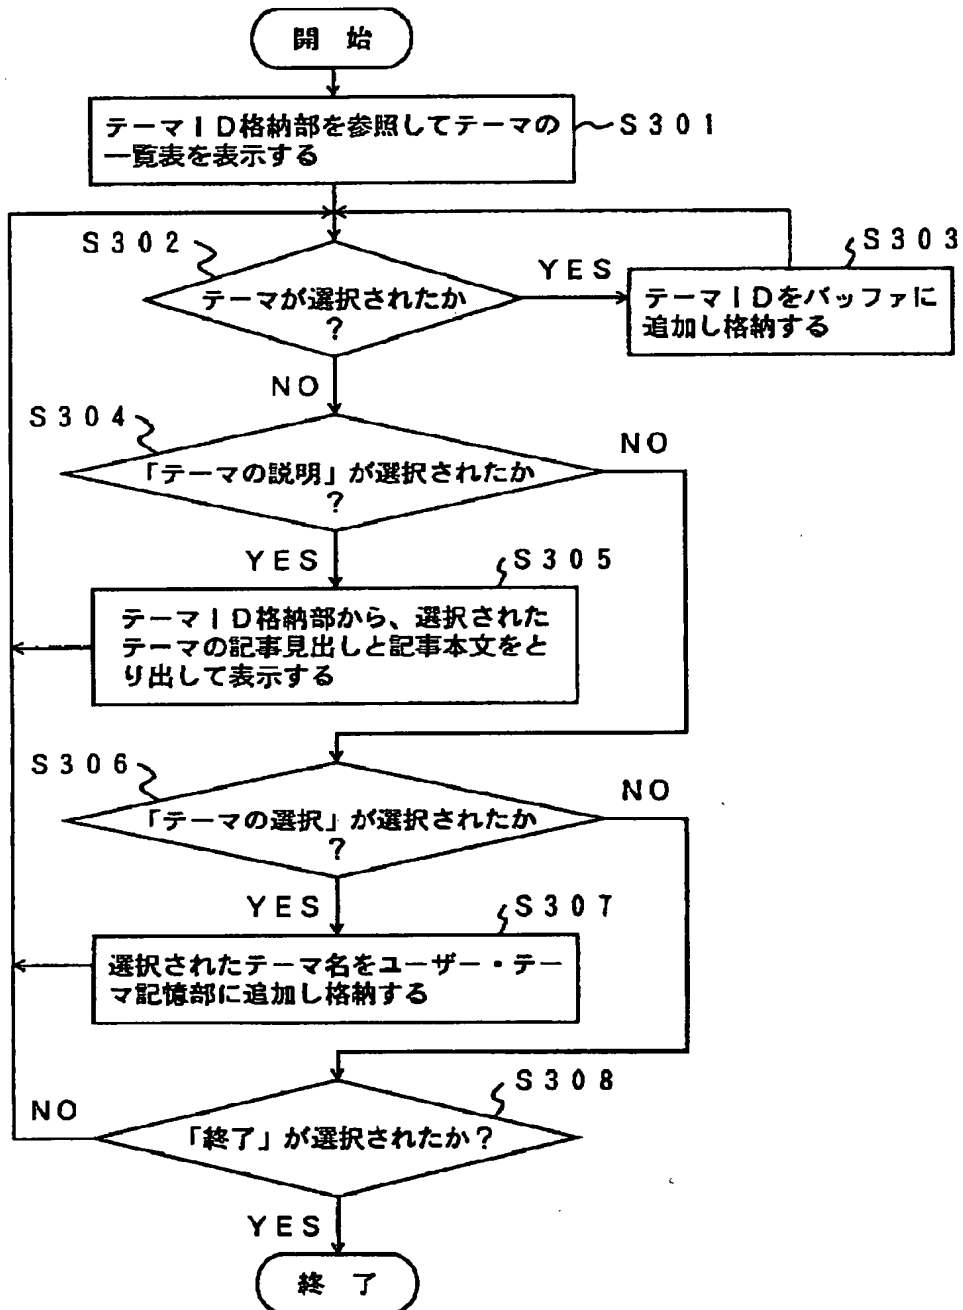 開 始
テーマID格納部を参照してテーマの
一覧表を表示する
S301
S302
テーマが選択されたか
?
YES
S303
テーマIDをバッファに
追加し格納する
NO
S304
「テーマの説明」が選択されたか
?
NO
YES
S305
テーマID格納部から、選択された
テーマの記事見出しと記事本文をと
り出して表示する
S306
「テーマの選択」が選択されたか
?
NO
YES
S307
選択されたテーマ名をユーザー・テー
マ記憶部に追加し格納する
S308
「終了」が選択されたか?
NO
YES
終 了